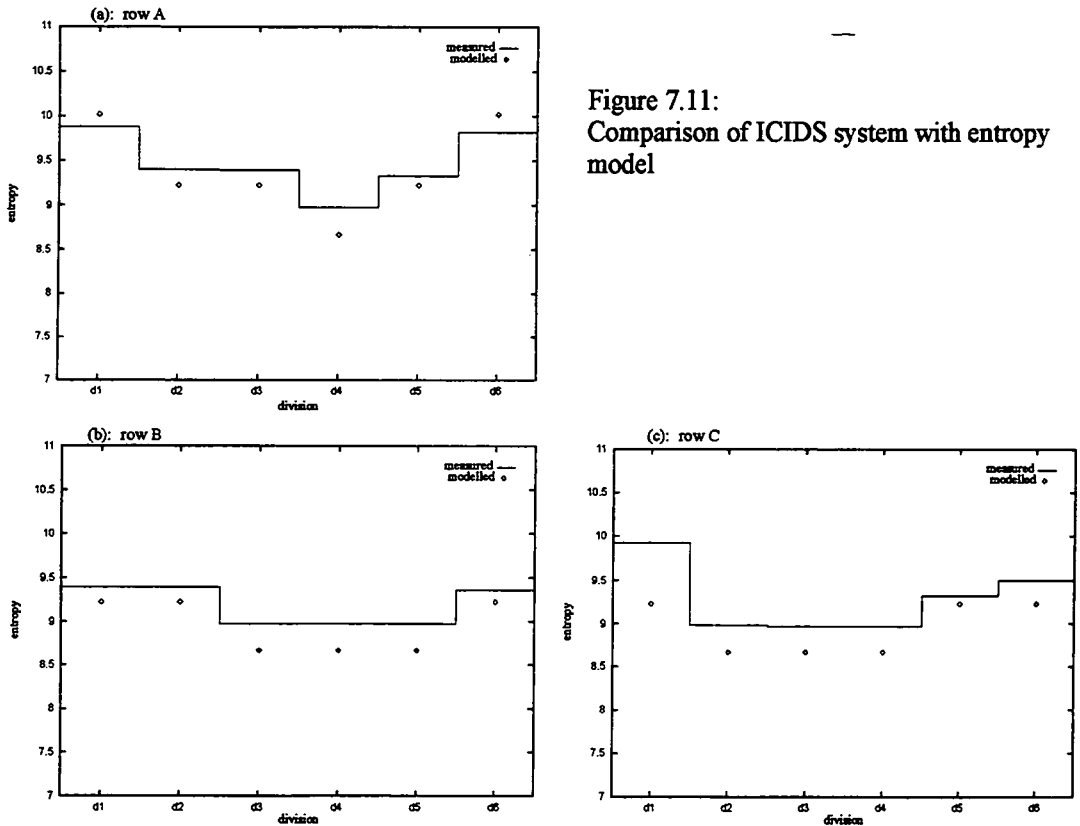 (a): row A
11
10.5
10
9.5
9
8.5
8
7.5
7
entropy
measured
modelled
d1 d2 d3 d4 d5 d6
division
Figure 7.11:
Comparison of ICIDS system with entropy
model
(b): row B
11
10.5
10
9.5
9
8.5
8
7.5
7
entropy
measured
modelled
d1 d2 d3 d4 d5 d6
division
(c): row C
11
10.5
10
9.5
9
8.5
8
7.5
7
entropy
measured
modelled
d1 d2 d3 d4 d5 d6
division